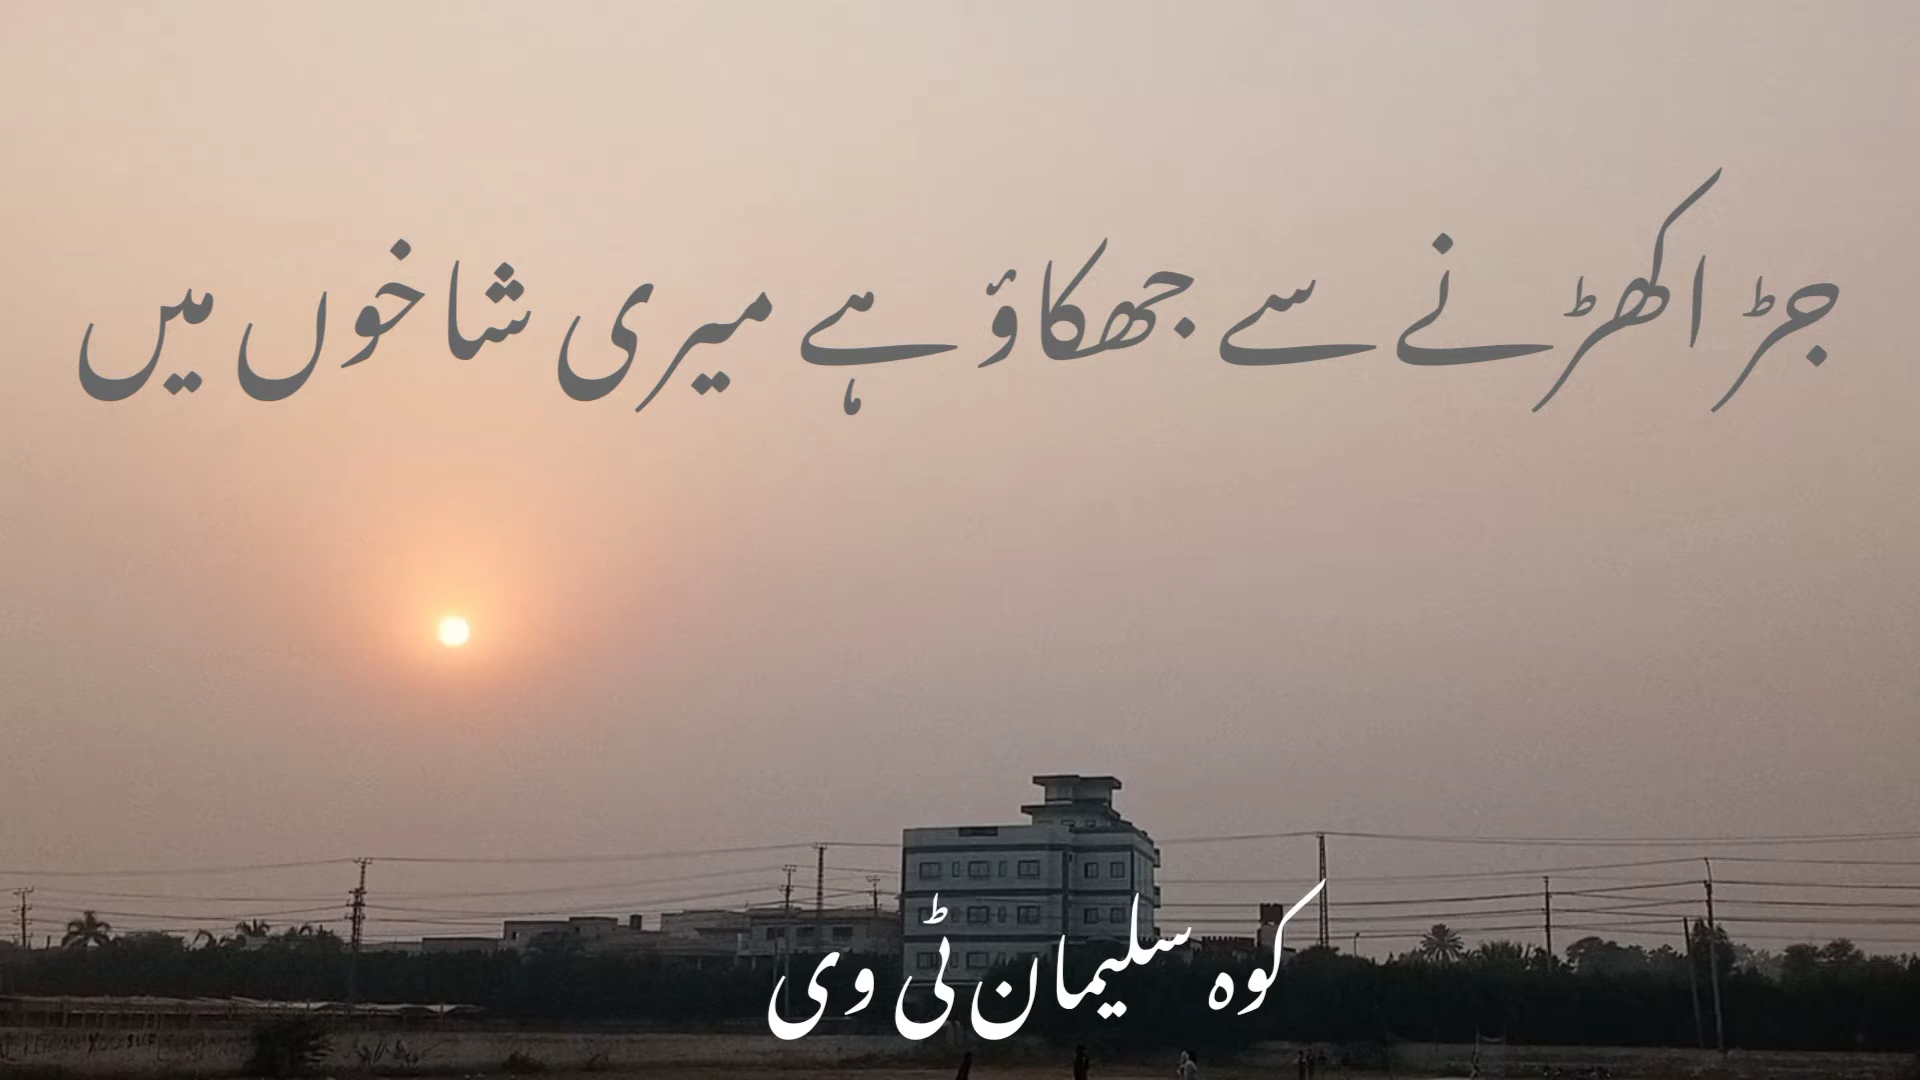 جڑ اکھڑنے سے جھکاؤ ہے میری شاخوں میں
کوہ سلیمان ٹی وی